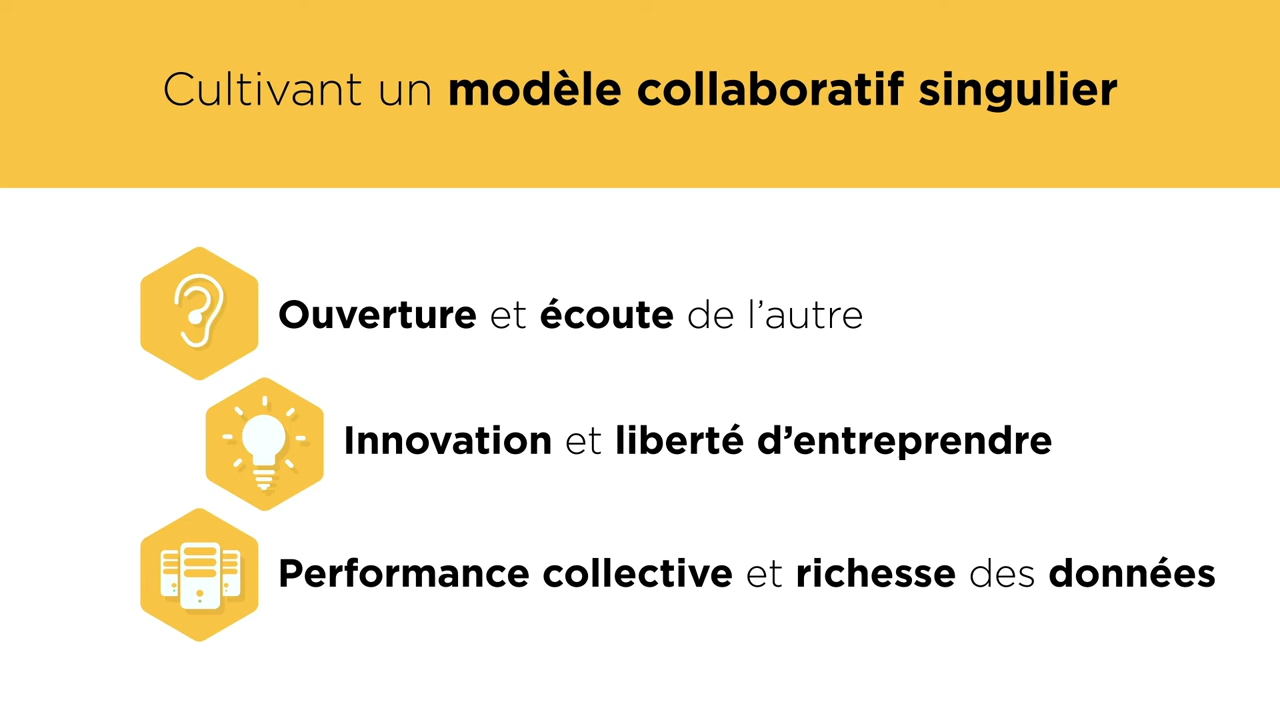 Cultivant un modèle collaboratif singulier
Ouverture et écoute de l’autre
Innovation et liberté d’entreprendre
Performance collective et richesse des données